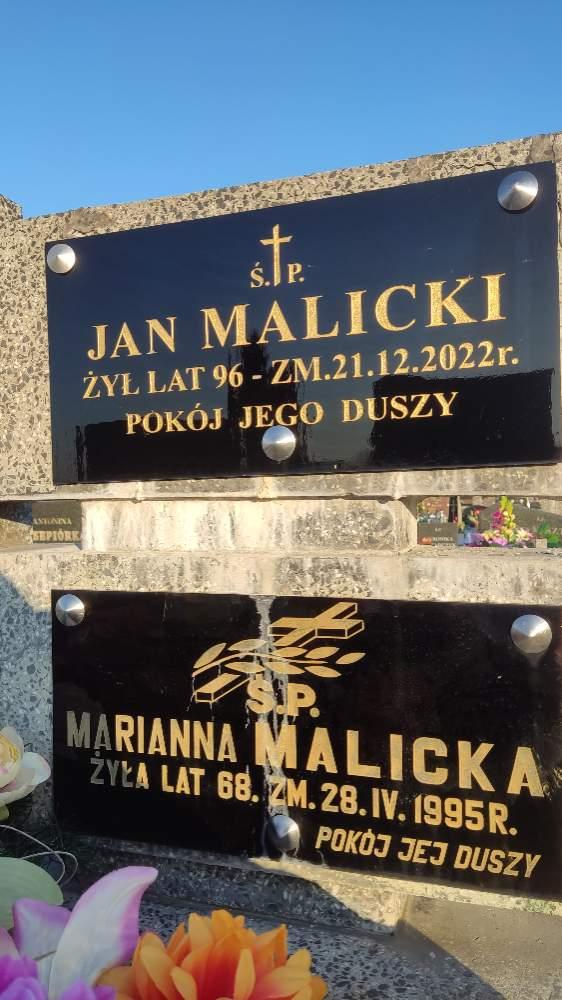 Ś. P.
JAN MALICKI
ŻYŁ LAT 96 - ZM.21.12.2022r.
POKÓJ JEGO DUSZY
ANTONINA
Ś.P.
MARIANNA MALICKA
ŻYŁA LAT 68. ZM. 28. IV. 1995R.
POKÓJ JEJ DUSZY